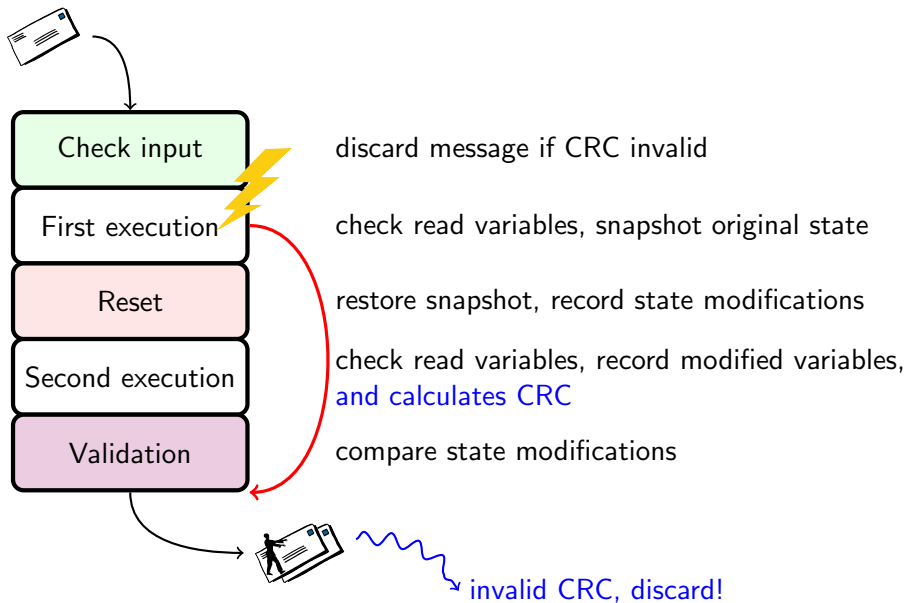 Check input
discard message if CRC invalid
First execution
check read variables, snapshot original state
Reset
restore snapshot, record state modifications
Second execution
check read variables, record modified variables,
and calculates CRC
Validation
compare state modifications
invalid CRC, discard!